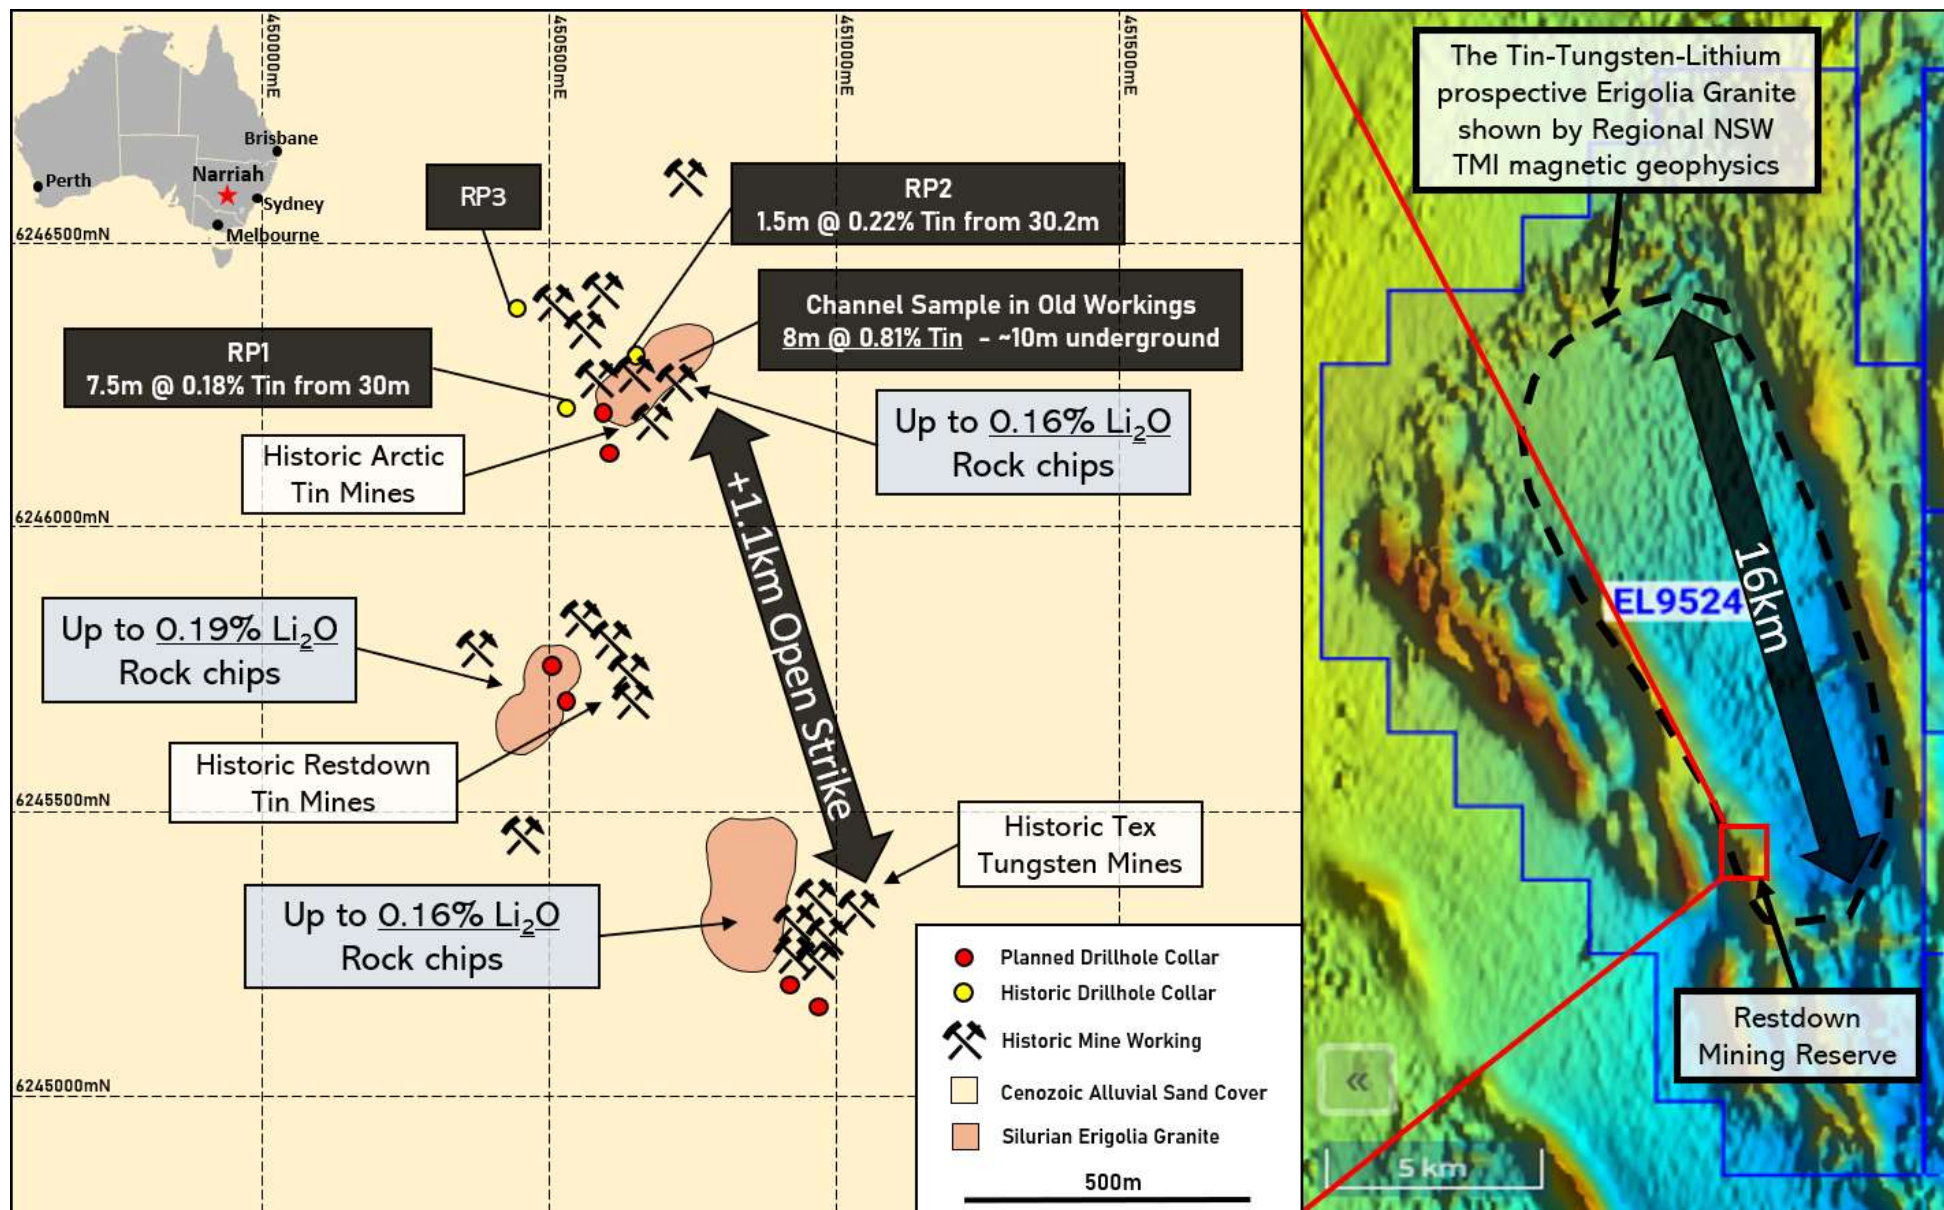 450000mE
450500mE
451000mE
451500mE
Brisbane
Narriah
Perth
Sydney
Melbourne
6246500mN
RP3
RP2
1.5m @ 0.22% Tin from 30.2m
Channel Sample in Old Workings
8m @ 0.81% Tin - ~10m underground
RP1
7.5m @ 0.18% Tin from 30m
Up to 0.16% Li₂O
Rock chips
Historic Arctic
Tin Mines
6246000mN
+1.1km Open Strike
Up to 0.19% Li₂O
Rock chips
Historic Restdown
Tin Mines
6245500mN
Historic Tex
Tungsten Mines
Up to 0.16% Li₂O
Rock chips
6245000mN
Planned Drillhole Collar
Historic Drillhole Collar
Historic Mine Working
Cenozoic Alluvial Sand Cover
Silurian Erigolia Granite
500m
The Tin-Tungsten-Lithium
prospective Erigolia Granite
shown by Regional NSW
TMI magnetic geophysics
EL9524
16km
Restdown
Mining Reserve
«
5 km